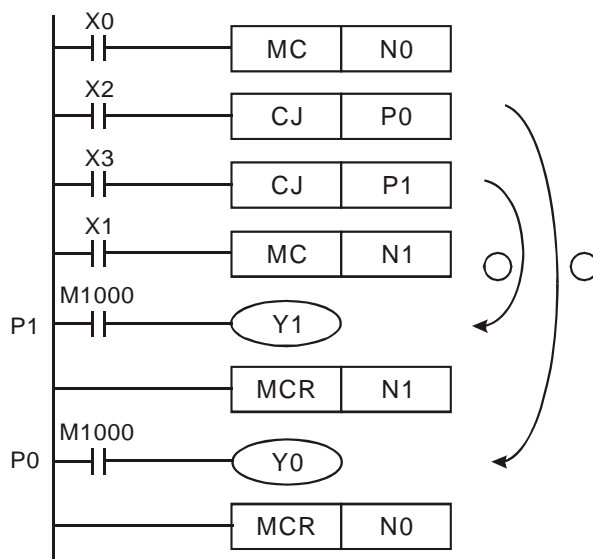 X0
MC N0
X2
CJ P0
X3
CJ P1
X1
MC N1
M1000
P1 Y1
MCR N1
M1000
P0 Y0
MCR N0